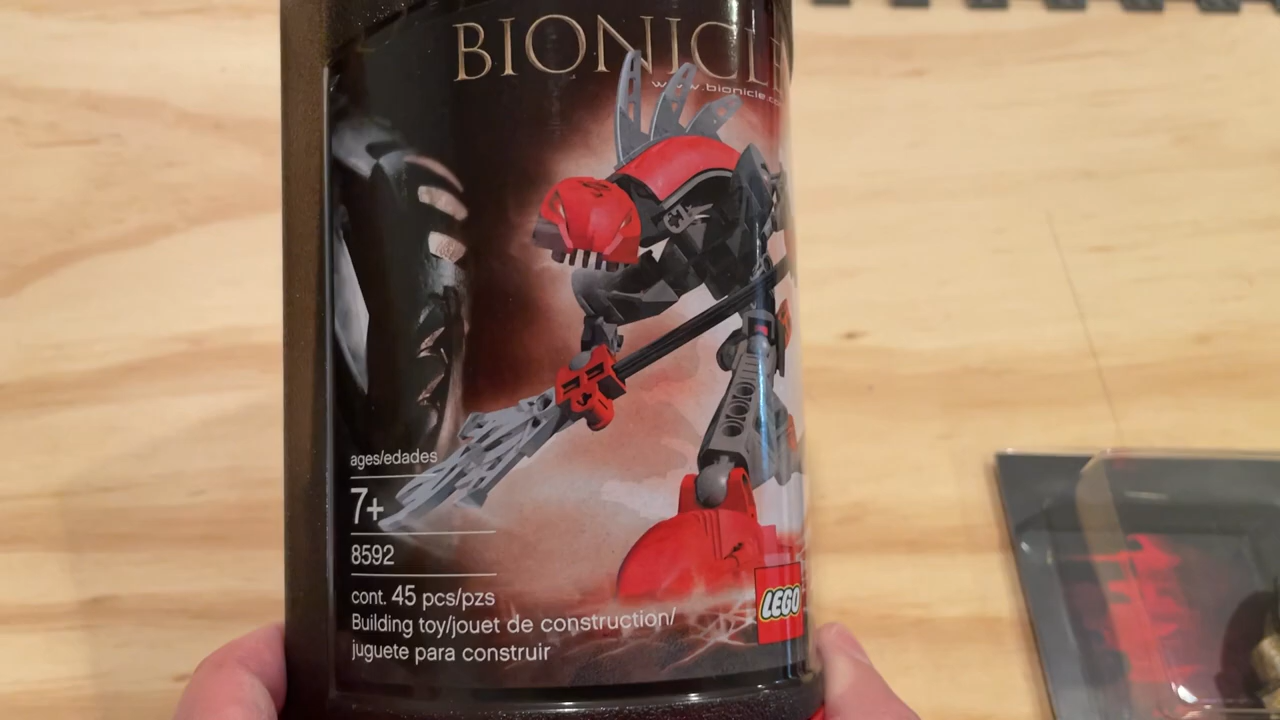 BIONICLE
www.bionicle.co
ages/edades
7+
8592
cont. 45 pcs/pzs
Building toy/jouet de construction/
juguete para construir
LEGO